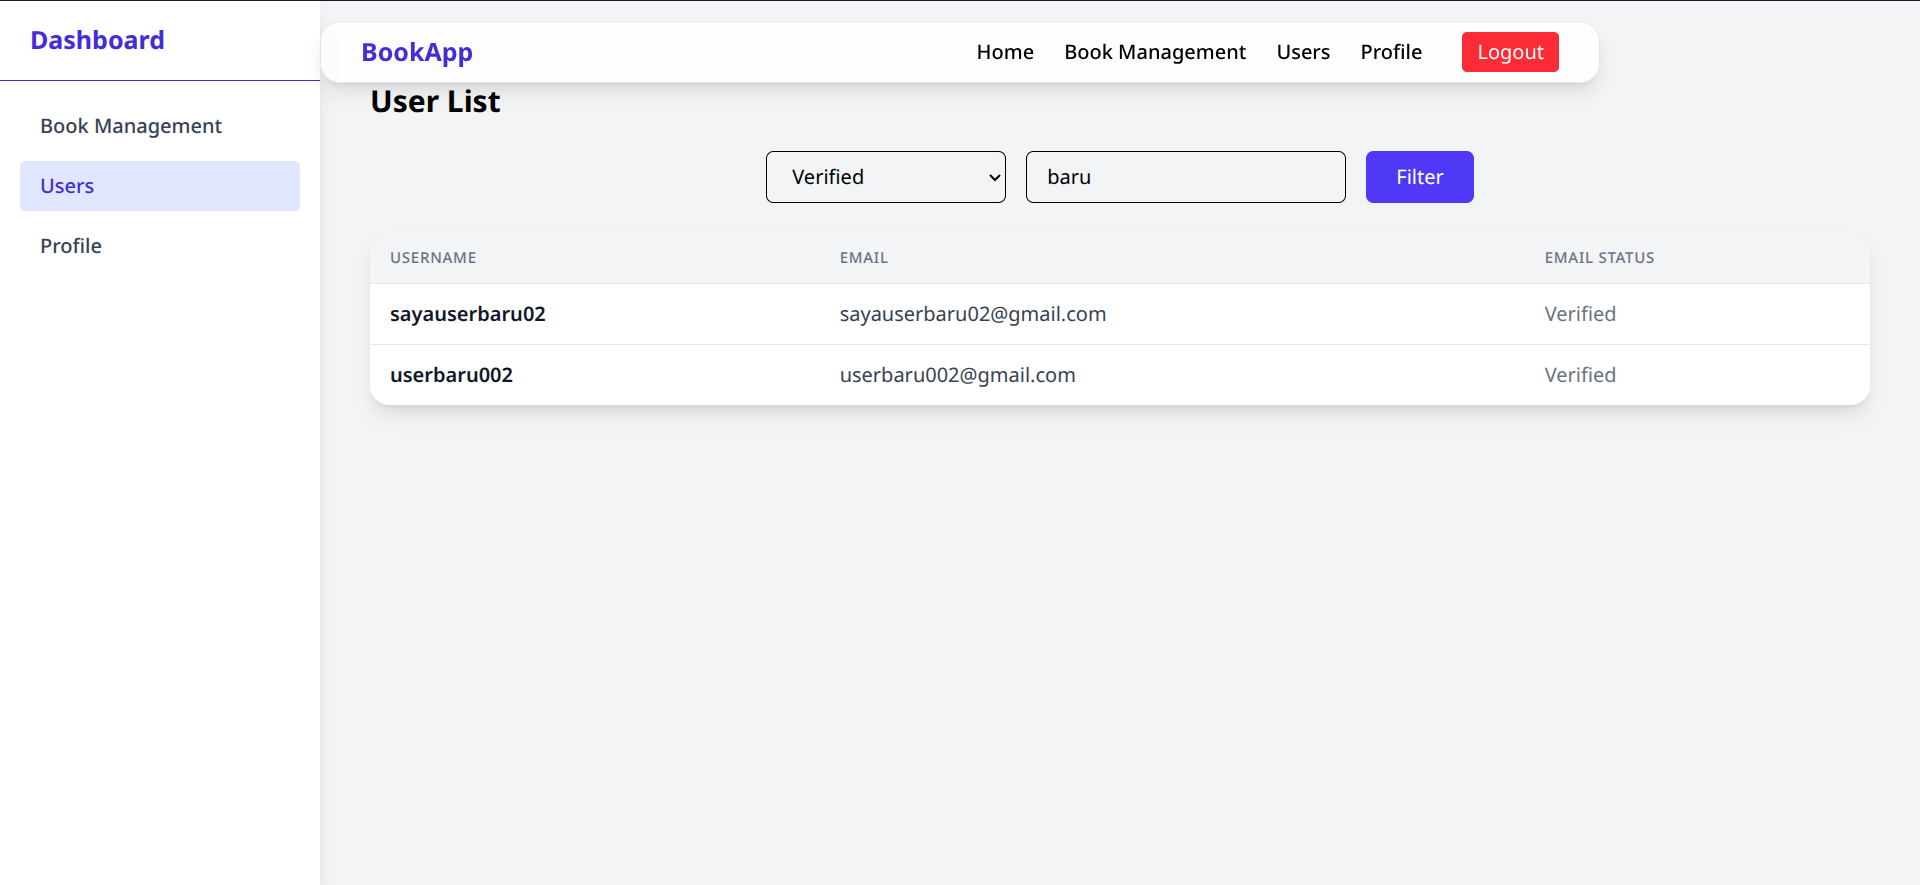 Dashboard
Book Management
Users
Profile
BookApp
Home Book Management Users Profile Logout
User List
Verified baru Filter
USERNAME EMAIL EMAIL STATUS
sayauserbaru02 sayauserbaru02@gmail.com Verified
userbaru002 userbaru002@gmail.com Verified